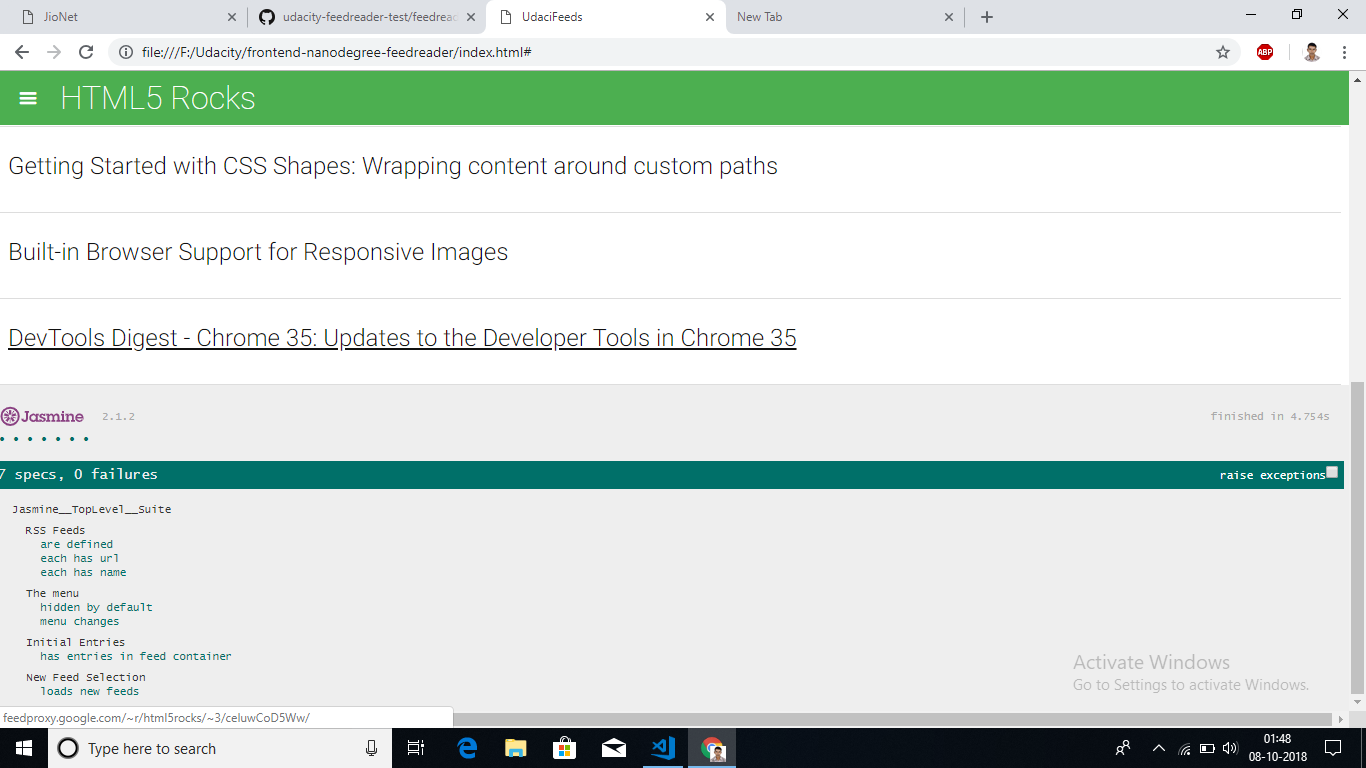 JioNet
udacity-feedreader-test/feedread
UdaciFeeds
New Tab
file:///F:/Udacity/frontend-nanodegree-feedreader/index.html#
ABP
HTML5 Rocks
Getting Started with CSS Shapes: Wrapping content around custom paths
Built-in Browser Support for Responsive Images
DevTools Digest - Chrome 35: Updates to the Developer Tools in Chrome 35
Jasmine 2.1.2
finished in 4.754s
7 specs, 0 failures
raise exceptions
Jasmine__TopLevel__Suite
RSS Feeds
are defined
each has url
each has name
The menu
hidden by default
menu changes
Initial Entries
has entries in feed container
New Feed Selection
loads new feeds
Activate Windows
Go to Settings to activate Windows.
feedproxy.google.com/~r/html5rocks/~3/celuwCoD5Ww/
Type here to search
01:48
08-10-2018